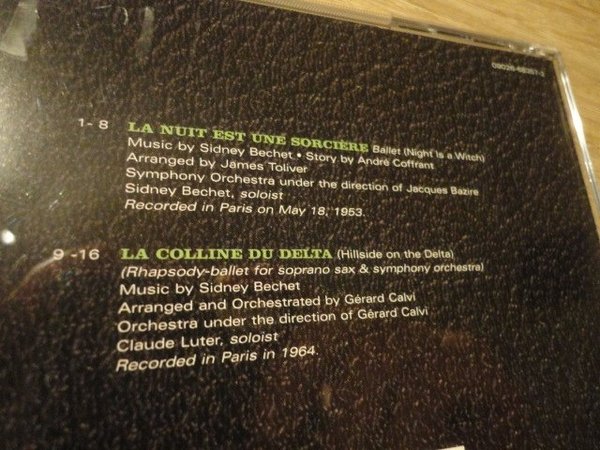 1-8 LA NUIT EST UNE SORCIÈRE Ballet (Night Is a Witch)
Music by Sidney Bechet • Story by André Coffrant
Arranged by James Toliver
Symphony Orchestra under the direction of Jacques Bazire
Sidney Bechet, soloist
Recorded in Paris on May 18, 1953.
9-16 LA COLLINE DU DELTA (Hillside on the Delta)
(Rhapsody-ballet for soprano sax & symphony orchestra)
Music by Sidney Bechet
Arranged and Orchestrated by Gérard Calvi
Orchestra under the direction of Gérard Calvi
Claude Luter, soloist
Recorded in Paris in 1964.